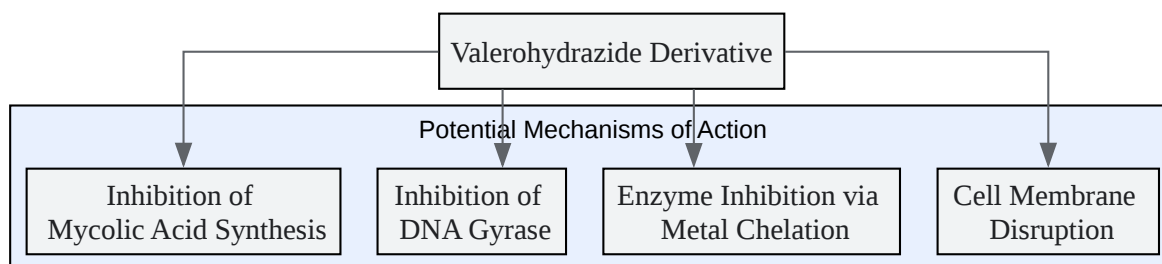 Valerohydrazide Derivative
Potential Mechanisms of Action
Inhibition of
Mycolic Acid Synthesis
Inhibition of
DNA Gyrase
Enzyme Inhibition via
Metal Chelation
Cell Membrane
Disruption